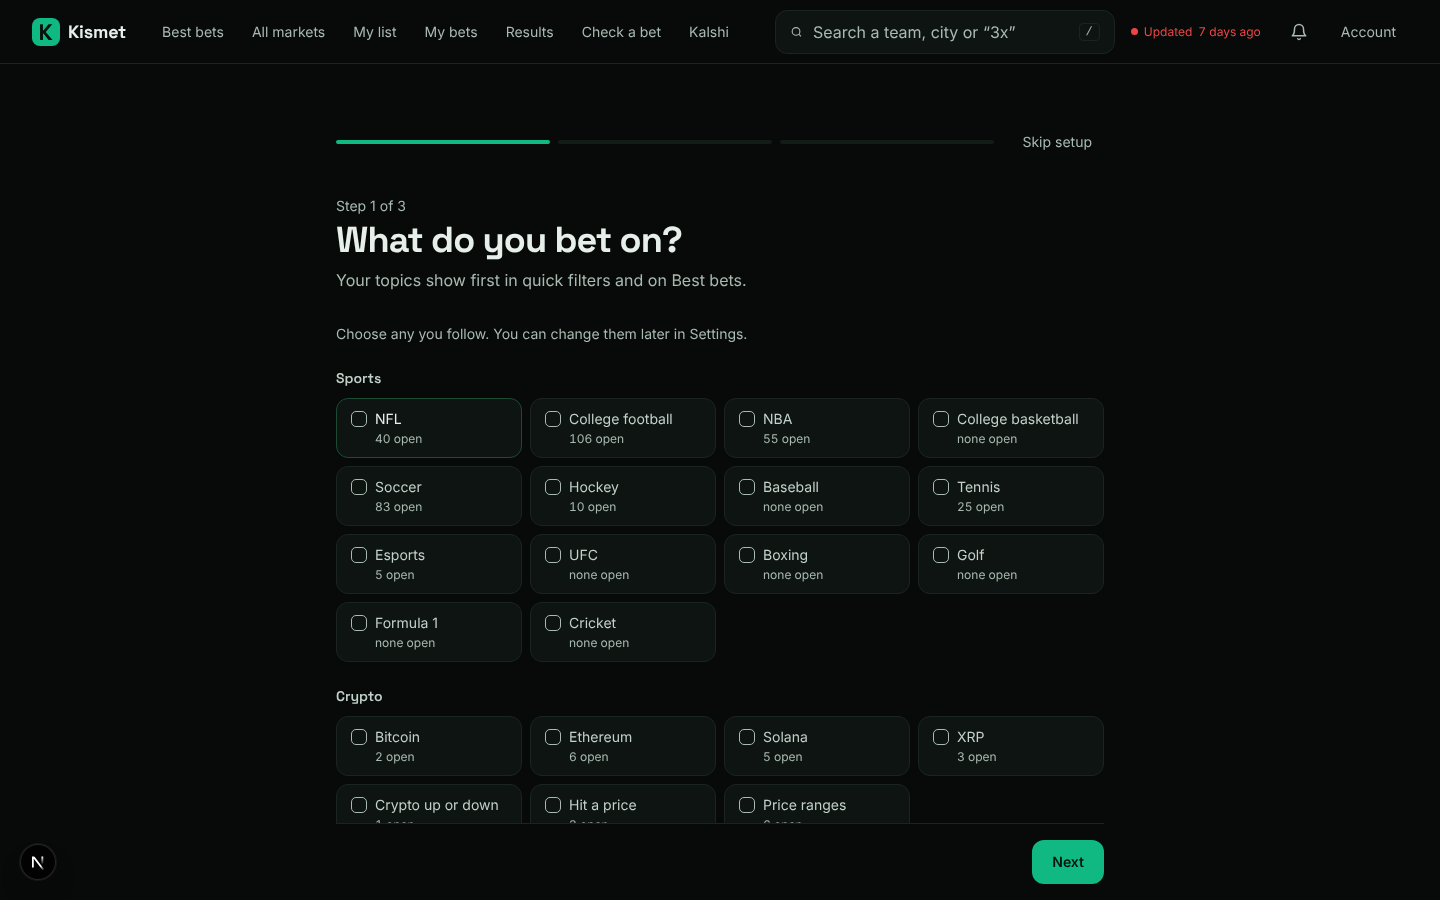 Kismet
Best bets
All markets
My list
My bets
Results
Check a bet
Kalshi
Search a team, city or “3x”
/
Updated 7 days ago
Account
Skip setup
Step 1 of 3
What do you bet on?
Your topics show first in quick filters and on Best bets.
Choose any you follow. You can change them later in Settings.
Sports
NFL
40 open
College football
106 open
NBA
55 open
College basketball
none open
Soccer
83 open
Hockey
10 open
Baseball
none open
Tennis
25 open
Esports
5 open
UFC
none open
Boxing
none open
Golf
none open
Formula 1
none open
Cricket
none open
Crypto
Bitcoin
2 open
Ethereum
6 open
Solana
5 open
XRP
3 open
Crypto up or down
Hit a price
Price ranges
Next